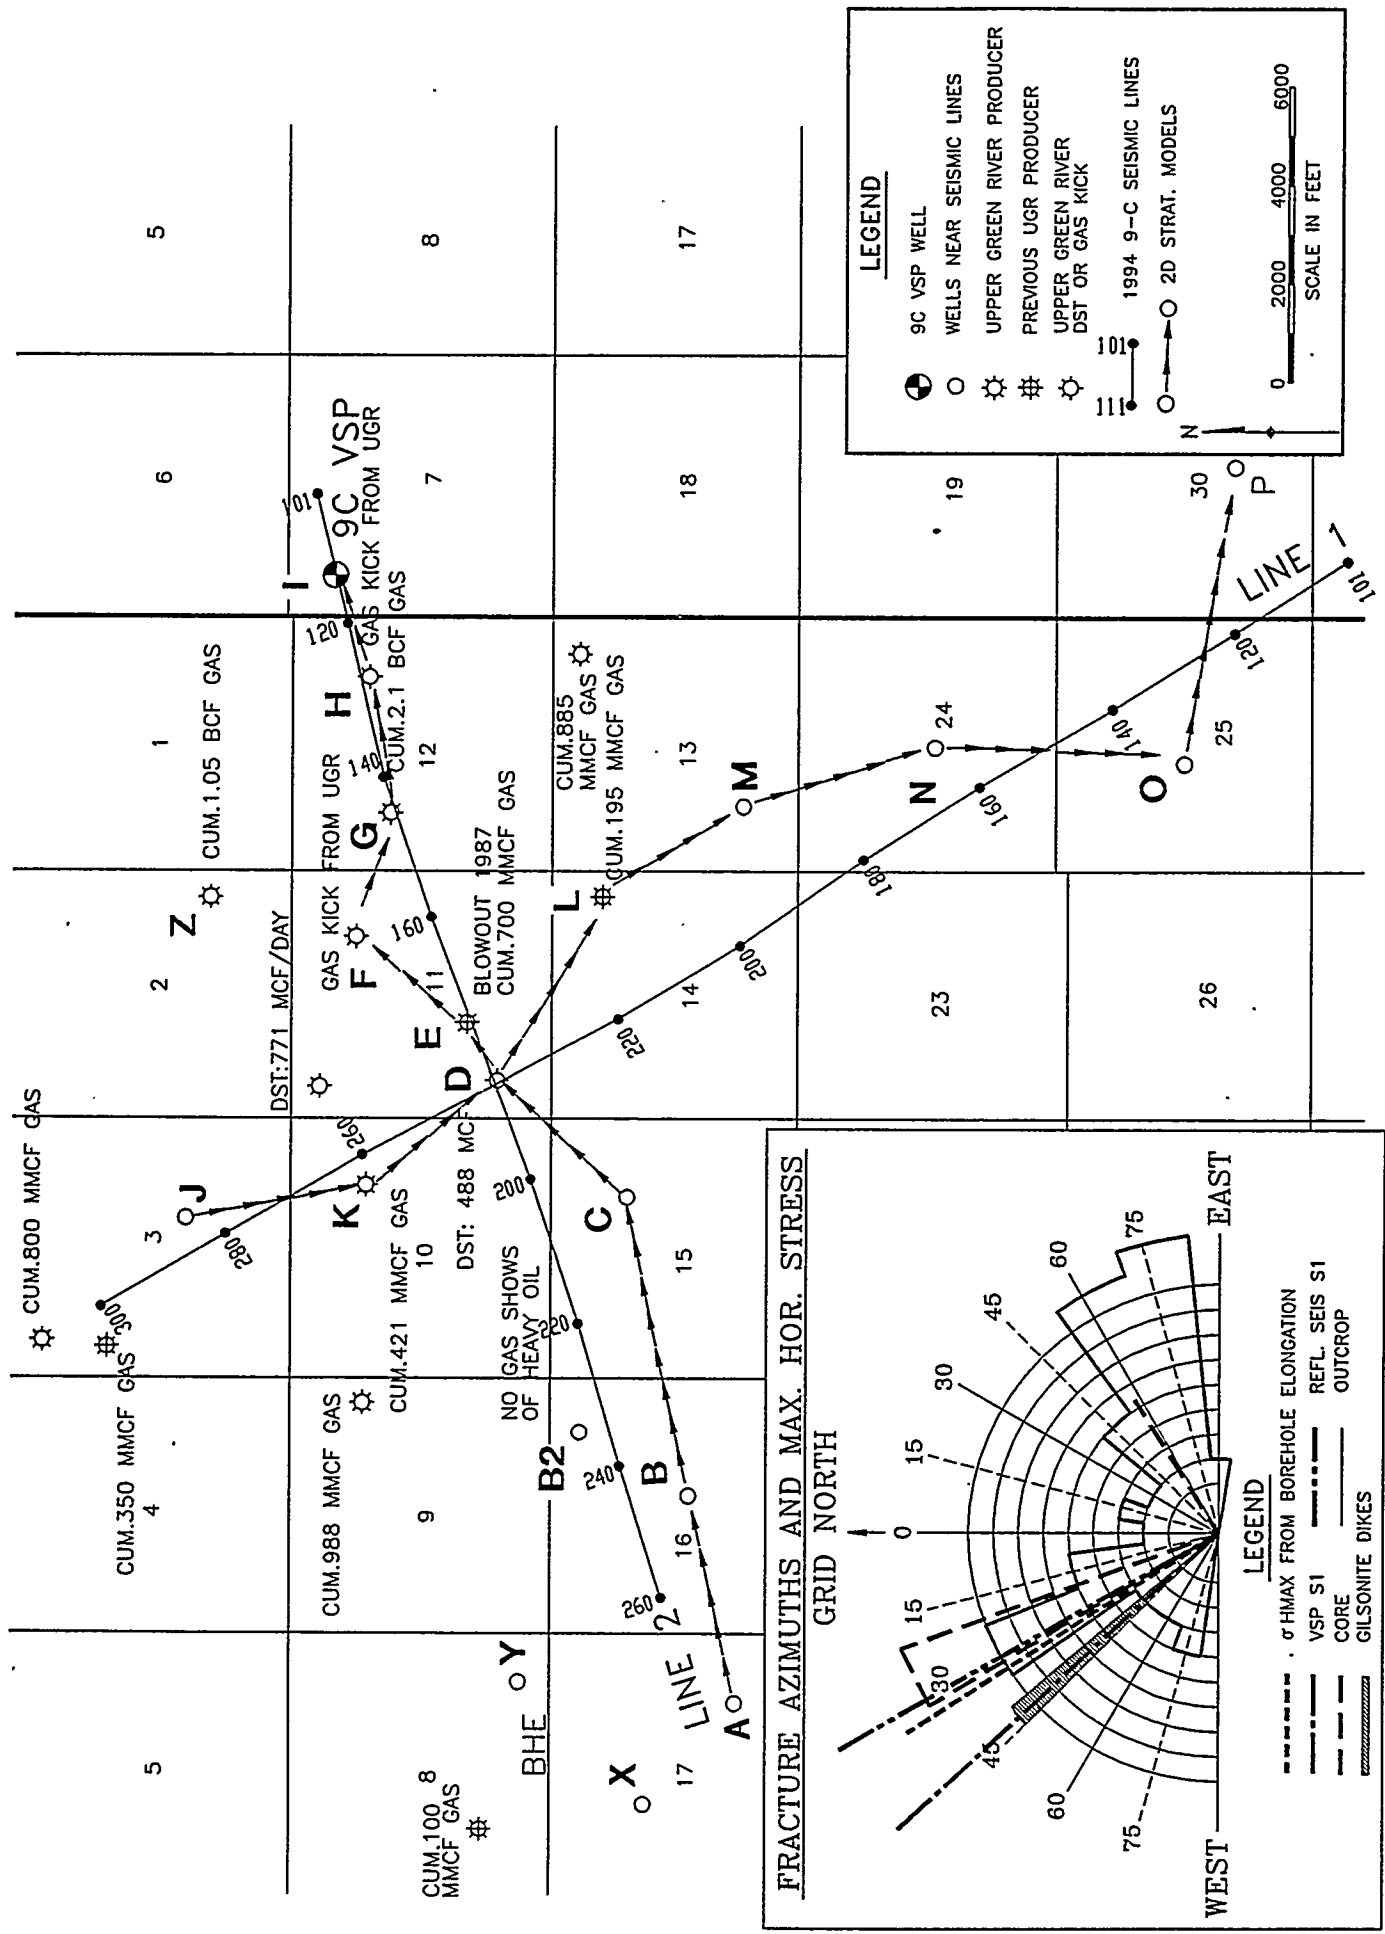 5
4
3
2
1
6
5
CUM.350 MMCF GAS
CUM.800 MMCF GAS
300
280
J
Z
CUM.1.05 BCF GAS
DST:771 MCF/DAY
CUM.100
MMCF GAS
8
9
10
11
12
7
8
CUM.988 MMCF GAS
CUM.421 MMCF GAS
K
260
DST: 488 MCF
D
E
F
GAS KICK FROM UGR
160
G
140
H
CUM.2.1 BCF GAS
120
I
101
9C VSP
GAS KICK FROM UGR
BLOWOUT 1987
CUM.700 MMCF GAS
NO GAS SHOWS
OF HEAVY OIL
BHE
Y
X
17
A
LINE 2
260
16
B
240
B2
220
15
C
200
14
220
200
L
CUM.885
MMCF GAS
CUM.195 MMCF GAS
13
M
18
17
23
180
160
N
24
19
26
O
25
140
120
LINE 1
101
30
P
LEGEND
9C VSP WELL
WELLS NEAR SEISMIC LINES
UPPER GREEN RIVER PRODUCER
PREVIOUS UGR PRODUCER
UPPER GREEN RIVER
DST OR GAS KICK
111 101 1994 9-C SEISMIC LINES
2D STRAT. MODELS
N
0 2000 4000 6000
SCALE IN FEET
FRACTURE AZIMUTHS AND MAX. HOR. STRESS
GRID NORTH
0
15
15
30
30
45
45
60
60
75
75
WEST
EAST
LEGEND
σHMAX FROM BOREHOLE ELONGATION
VSP S1
REFL. SEIS S1
CORE
OUTCROP
GILSONITE DIKES